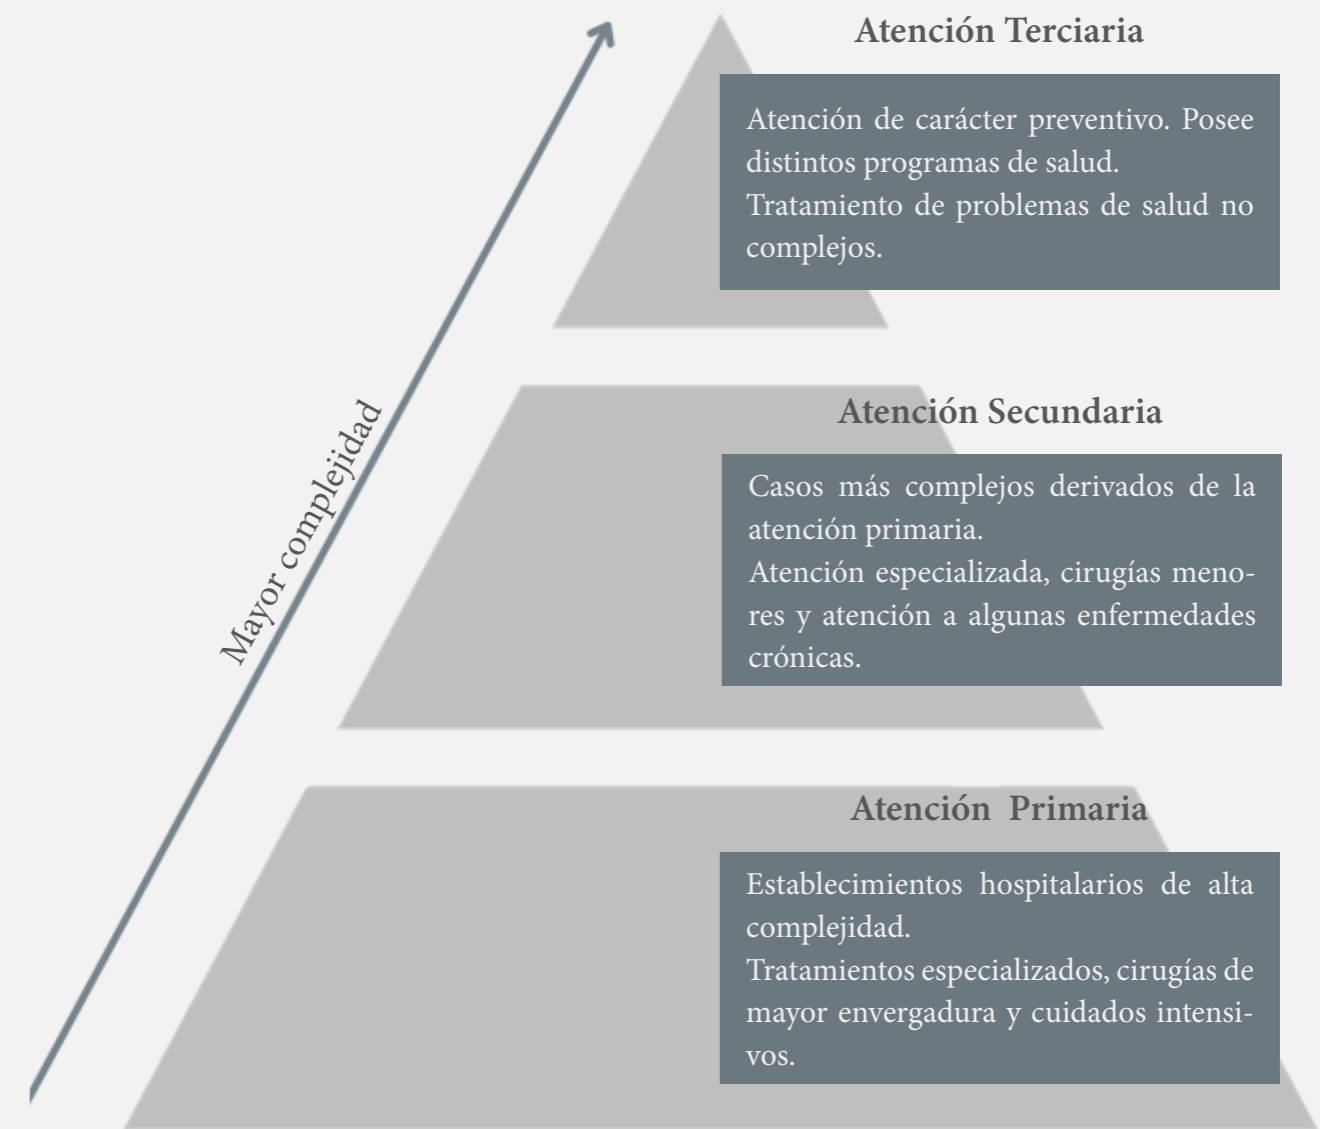 Atención Terciaria
Atención de carácter preventivo. Posee
distintos programas de salud.
Tratamiento de problemas de salud no
complejos.
Mayor complejidad
Atención Secundaria
Casos más complejos derivados de la
atención primaria.
Atención especializada, cirugías meno-
res y atención a algunas enfermedades
crónicas.
Atención Primaria
Establecimientos hospitalarios de alta
complejidad.
Tratamientos especializados, cirugías de
mayor envergadura y cuidados intensi-
vos.